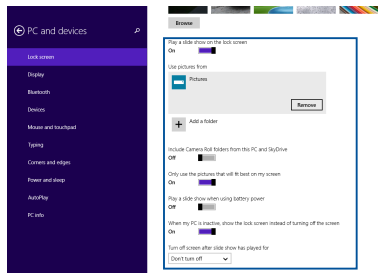 PC and devices
Lock screen
Display
Bluetooth
Devices
Mouse and touchpad
Typing
Corners and edges
Power and sleep
AutoPlay
PC info
Browse
Play a slide show on the lock screen
On
Use pictures from
Pictures
Remove
Add a folder
Include Camera Roll folders from this PC and SkyDrive
Off
Only use the pictures that will fit best on my screen
On
Play a slide show when using battery power
Off
When my PC is inactive, show the lock screen instead of turning off the screen
On
Turn off screen after slide show has played for
Don't turn off